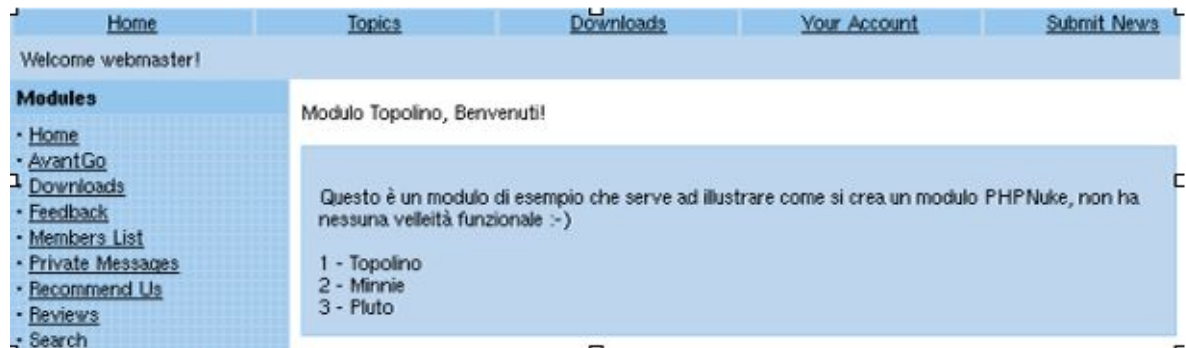 Home Topics Downloads Your Account Submit News
Welcome webmaster!
Modules
· Home
· AvantGo
· Downloads
· Feedback
· Members List
· Private Messages
· Recommend Us
· Reviews
· Search
Modulo Topolino, Benvenuti!
Questo è un modulo di esempio che serve ad illustrare come si crea un modulo PHPNuke, non ha
nessuna velleità funzionale :-)
1 - Topolino
2 - Minnie
3 - Pluto